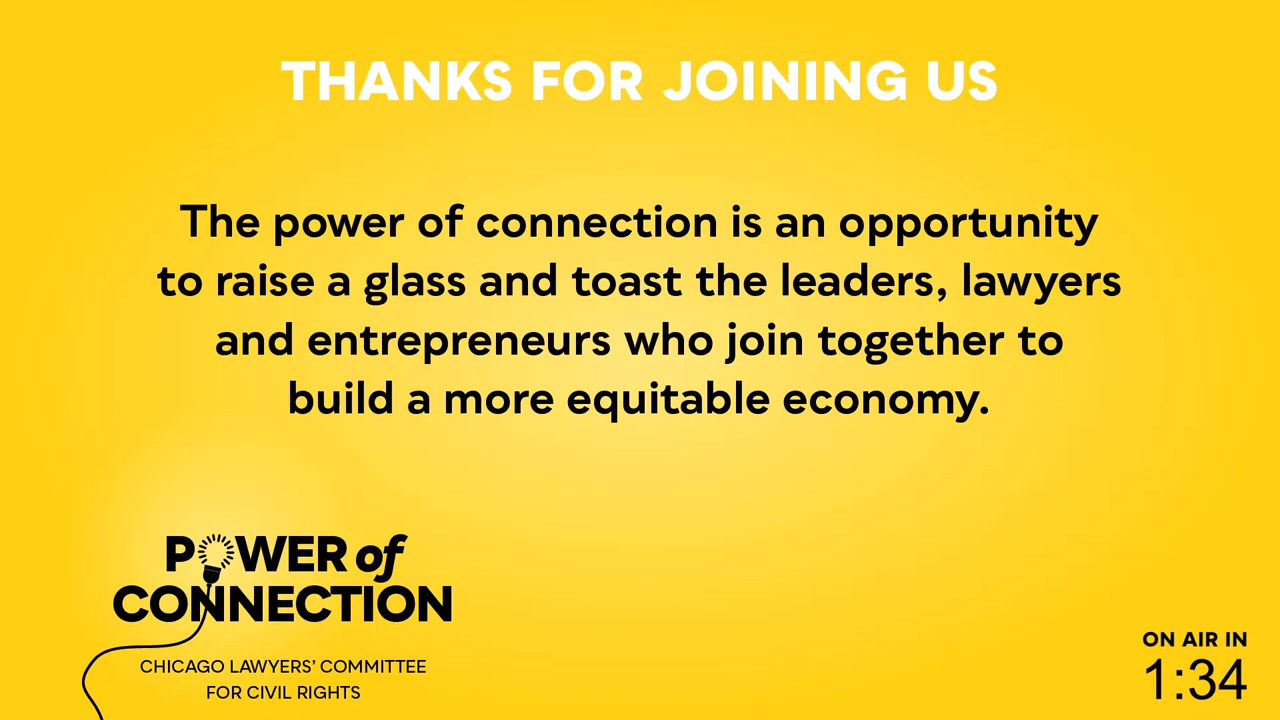 THANKS FOR JOINING US
The power of connection is an opportunity
to raise a glass and toast the leaders, lawyers
and entrepreneurs who join together to
build a more equitable economy.
POWER of
CONNECTION
CHICAGO LAWYERS’ COMMITTEE
FOR CIVIL RIGHTS
ON AIR IN
1:34